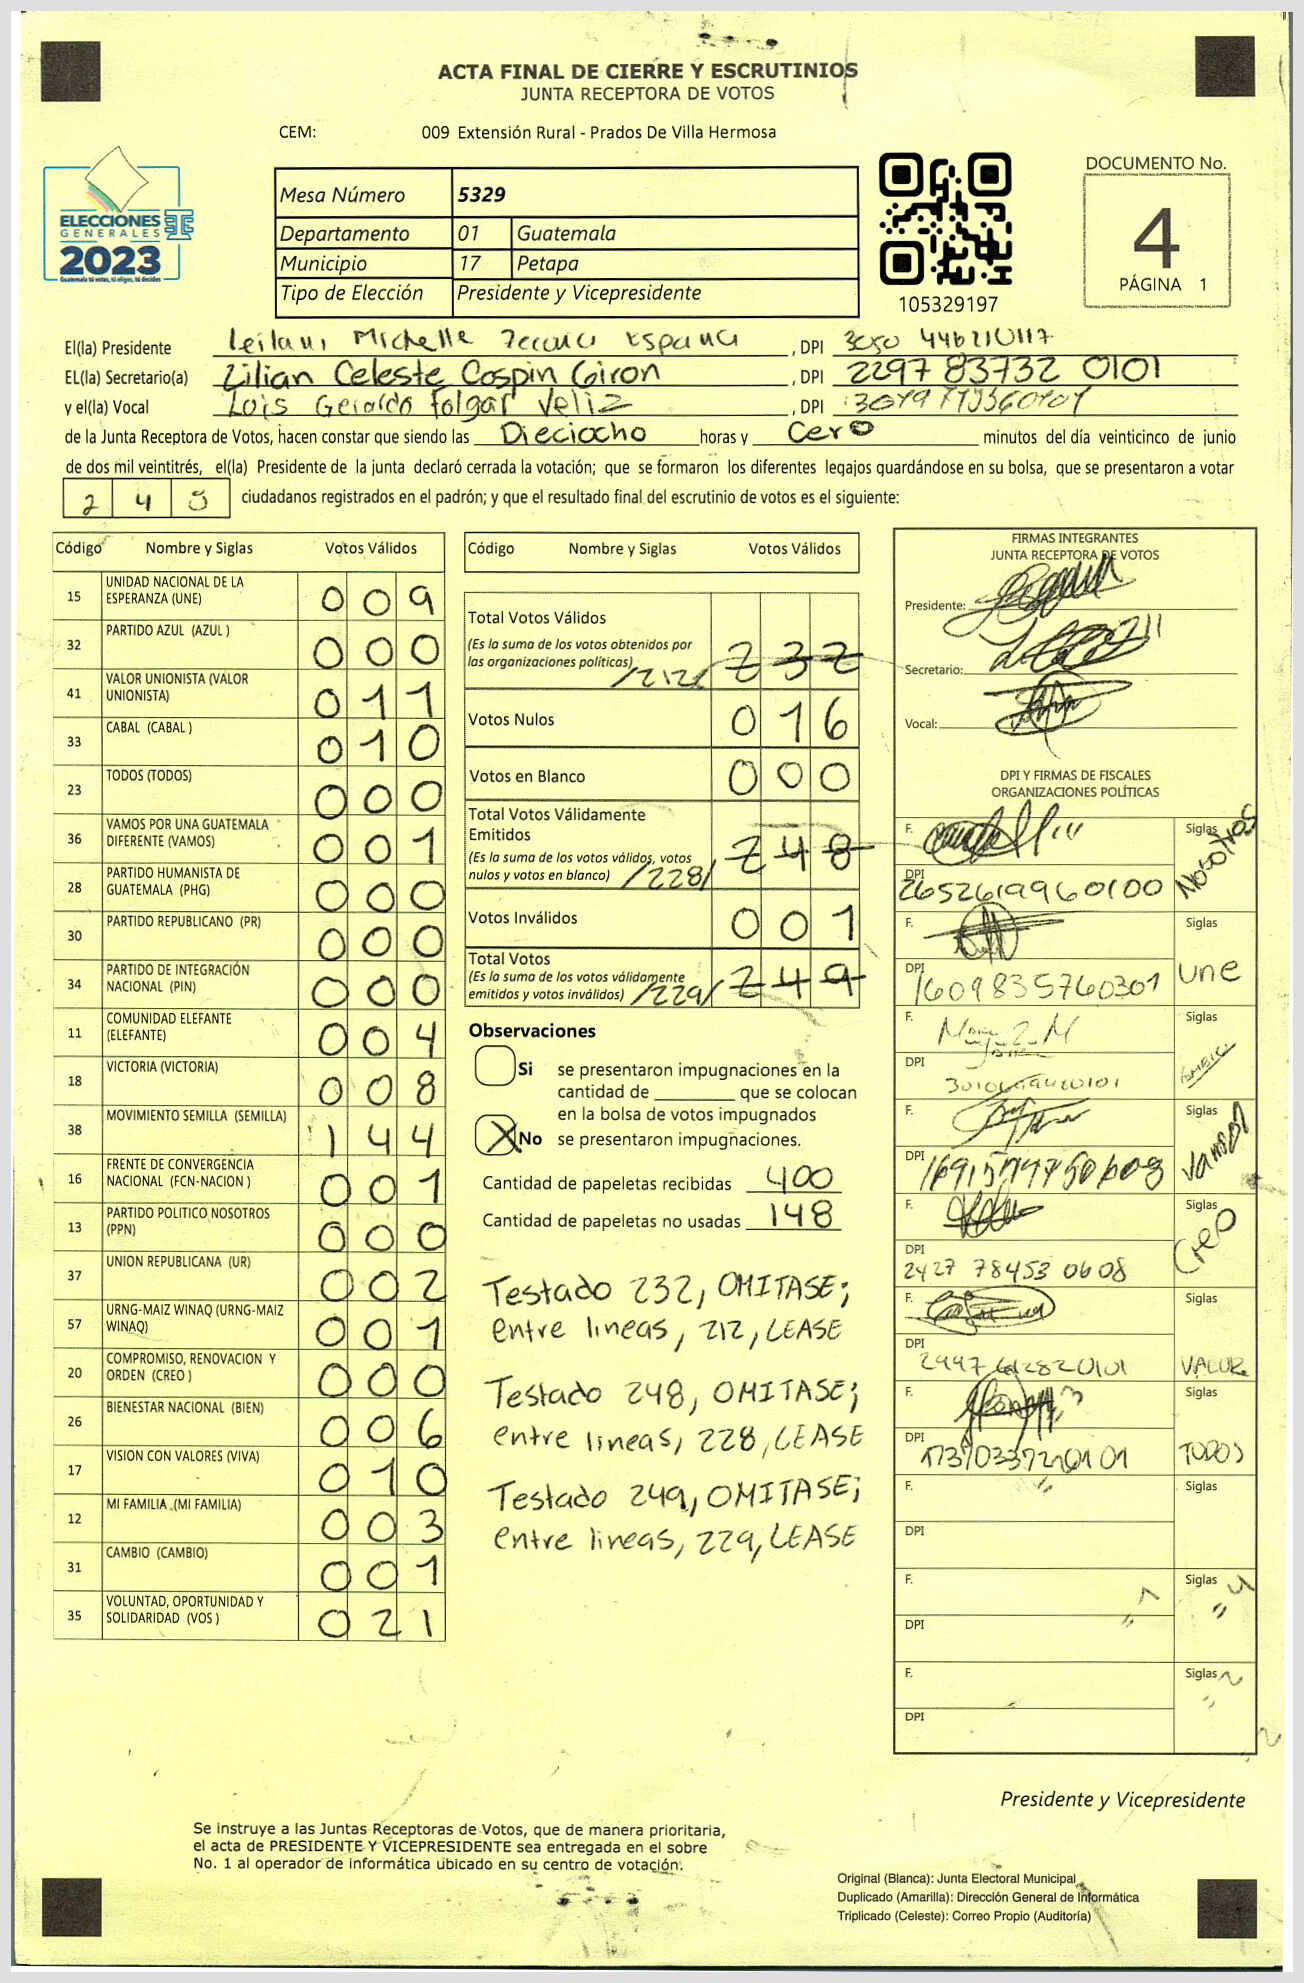 ACTA FINAL DE CIERRE Y ESCRUTINIOS
JUNTA RECEPTORA DE VOTOS
CEM: 009 Extensión Rural - Prados De Villa Hermosa
ELECCIONES
GENERALES
2023
Guatemala tú votas, tú eliges, tú decides
Mesa Número 5329
Departamento 01 Guatemala
Municipio 17 Petapa
Tipo de Elección Presidente y Vicepresidente
105329197
DOCUMENTO No.
4
PÁGINA 1
El(la) Presidente Leilani Michelle España , DPI
EL(la) Secretario(a) Lilian Celeste Cospin Giron , DPI 2297 83732 0101
y el(la) Vocal Luis Geraldo Folgar Veliz , DPI
de la Junta Receptora de Votos, hacen constar que siendo las Dieciocho horas y Cero minutos del día veinticinco de junio
de dos mil veintitrés, el(la) Presidente de la junta declaró cerrada la votación; que se formaron los diferentes legajos guardándose en su bolsa, que se presentaron a votar
2 4 9 ciudadanos registrados en el padrón; y que el resultado final del escrutinio de votos es el siguiente:
Código Nombre y Siglas Votos Válidos
15 UNIDAD NACIONAL DE LA ESPERANZA (UNE) 0 0 9
32 PARTIDO AZUL (AZUL ) 0 0 0
41 VALOR UNIONISTA (VALOR UNIONISTA) 0 1 1
33 CABAL (CABAL ) 0 1 0
23 TODOS (TODOS) 0 0 0
36 VAMOS POR UNA GUATEMALA DIFERENTE (VAMOS) 0 0 1
28 PARTIDO HUMANISTA DE GUATEMALA (PHG) 0 0 0
30 PARTIDO REPUBLICANO (PR) 0 0 0
34 PARTIDO DE INTEGRACIÓN NACIONAL (PIN) 0 0 0
11 COMUNIDAD ELEFANTE (ELEFANTE) 0 0 4
18 VICTORIA (VICTORIA) 0 0 8
38 MOVIMIENTO SEMILLA (SEMILLA) 1 4 4
16 FRENTE DE CONVERGENCIA NACIONAL (FCN-NACION ) 0 0 1
13 PARTIDO POLITICO NOSOTROS (PPN) 0 0 0
37 UNION REPUBLICANA (UR) 0 0 2
57 URNG-MAIZ WINAQ (URNG-MAIZ WINAQ) 0 0 1
20 COMPROMISO, RENOVACION Y ORDEN (CREO ) 0 0 0
26 BIENESTAR NACIONAL (BIEN) 0 0 6
17 VISION CON VALORES (VIVA) 0 1 0
12 MI FAMILIA (MI FAMILIA) 0 0 3
31 CAMBIO (CAMBIO) 0 0 1
35 VOLUNTAD, OPORTUNIDAD Y SOLIDARIDAD (VOS ) 0 2 1
Código Nombre y Siglas Votos Válidos
Total Votos Válidos
(Es la suma de los votos obtenidos por
las organizaciones políticas) /212/ 2 3 2
Votos Nulos 0 1 6
Votos en Blanco 0 0 0
Total Votos Válidamente
Emitidos
(Es la suma de los votos válidos, votos
nulos y votos en blanco) /228/ 2 4 8
Votos Inválidos 0 0 1
Total Votos
(Es la suma de los votos válidamente
emitidos y votos inválidos) /229/ 2 4 9
Observaciones
Si se presentaron impugnaciones en la
cantidad de ________ que se colocan
en la bolsa de votos impugnados
X No se presentaron impugnaciones.
Cantidad de papeletas recibidas 400
Cantidad de papeletas no usadas 148
Testado 232, OMITASE;
entre lineas, 212, LEASE
Testado 248, OMITASE;
entre lineas, 228, LEASE
Testado 249, OMITASE;
entre lineas, 229, LEASE
FIRMAS INTEGRANTES
JUNTA RECEPTORA DE VOTOS
Presidente:
Secretario:
Vocal:
DPI Y FIRMAS DE FISCALES
ORGANIZACIONES POLÍTICAS
F. Siglas Nosotros
DPI 2652619960100
F. Siglas une
DPI 1609835760301
F. Siglas
DPI
F. Siglas Vamos
DPI
F. Siglas Creo
DPI 2427 78453 0608
F. Siglas VALOR
DPI
F. Siglas TODOS
DPI
F. Siglas
DPI
F. Siglas
DPI
F. Siglas
DPI
Presidente y Vicepresidente
Se instruye a las Juntas Receptoras de Votos, que de manera prioritaria,
el acta de PRESIDENTE Y VICEPRESIDENTE sea entregada en el sobre
No. 1 al operador de informática ubicado en su centro de votación.
Original (Blanca): Junta Electoral Municipal
Duplicado (Amarilla): Dirección General de Informática
Triplicado (Celeste): Correo Propio (Auditoría)